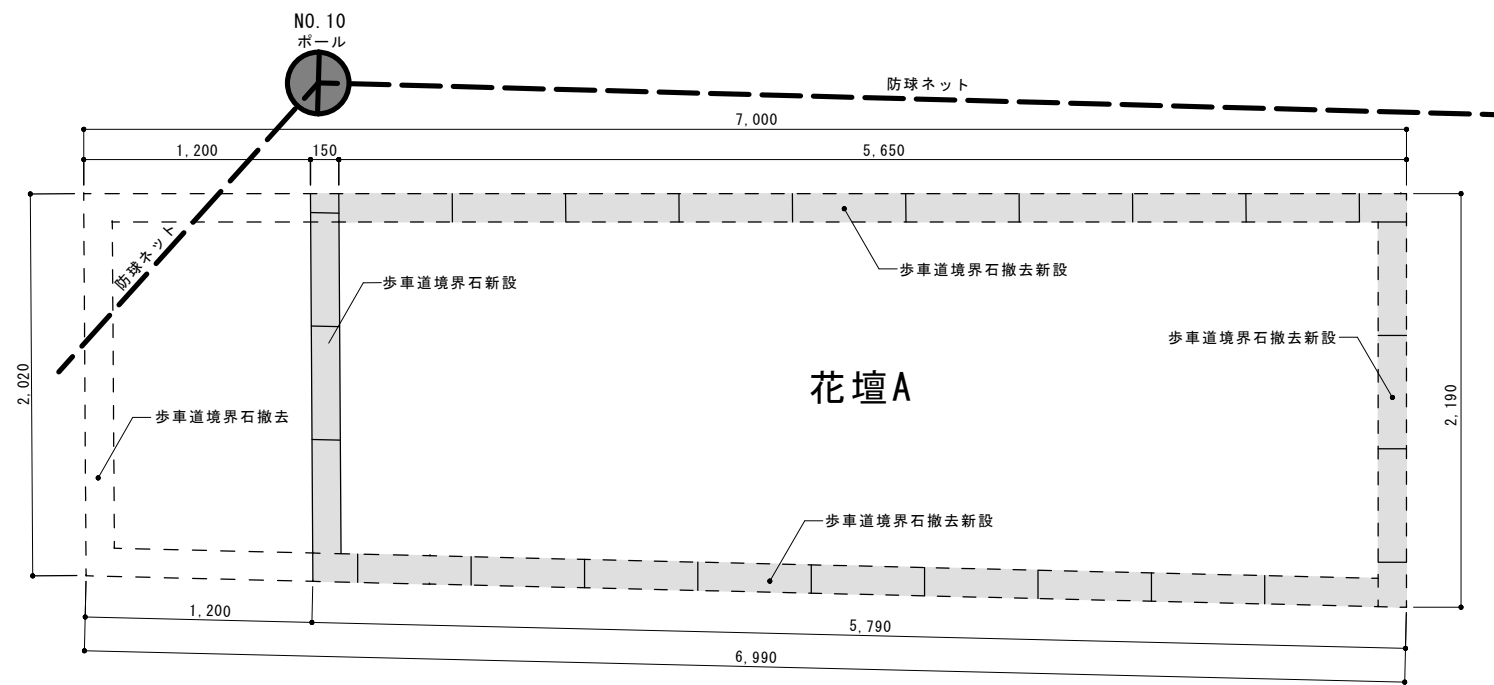 NO.10
ポール
防球ネット
7,000
1,200
150
5,650
防球ネット
歩車道境界石撤去新設
歩車道境界石新設
歩車道境界石撤去新設
2,020
花壇A
2,190
歩車道境界石撤去
歩車道境界石撤去新設
1,200
5,790
6,990